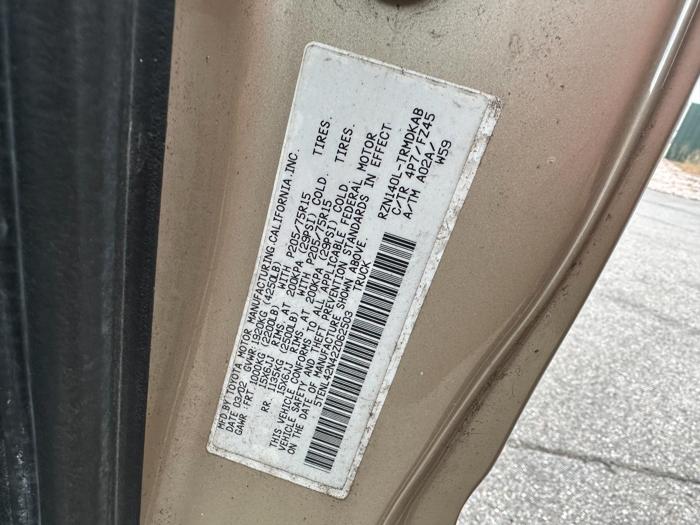 MFD.BY TOYOTA MOTOR MANUFACTURING.CALIFORNIA.INC.
DATE 03/02 GVWR 1920KG (4250LB)
GAWR: FRT. 1000KG (2200LB) WITH P205/75R15 TIRES.
15X6JJ RIMS. AT 200KPA (29PSI) COLD.
RR. 1135KG (2500LB) WITH P205/75R15 TIRES.
15X6JJ RIMS. AT 200KPA (29PSI) COLD.
THIS VEHICLE CONFORMS TO ALL APPLICABLE FEDERAL MOTOR
VEHICLE SAFETY AND THEFT PREVENTION STANDARDS IN EFFECT
ON THE DATE OF MANUFACTURE SHOWN ABOVE.
5TENL42N42Z062503 TRUCK
RZN140L-TRMDKAB
C/TR 4P7/FZ45
A/TM A02A/
W59